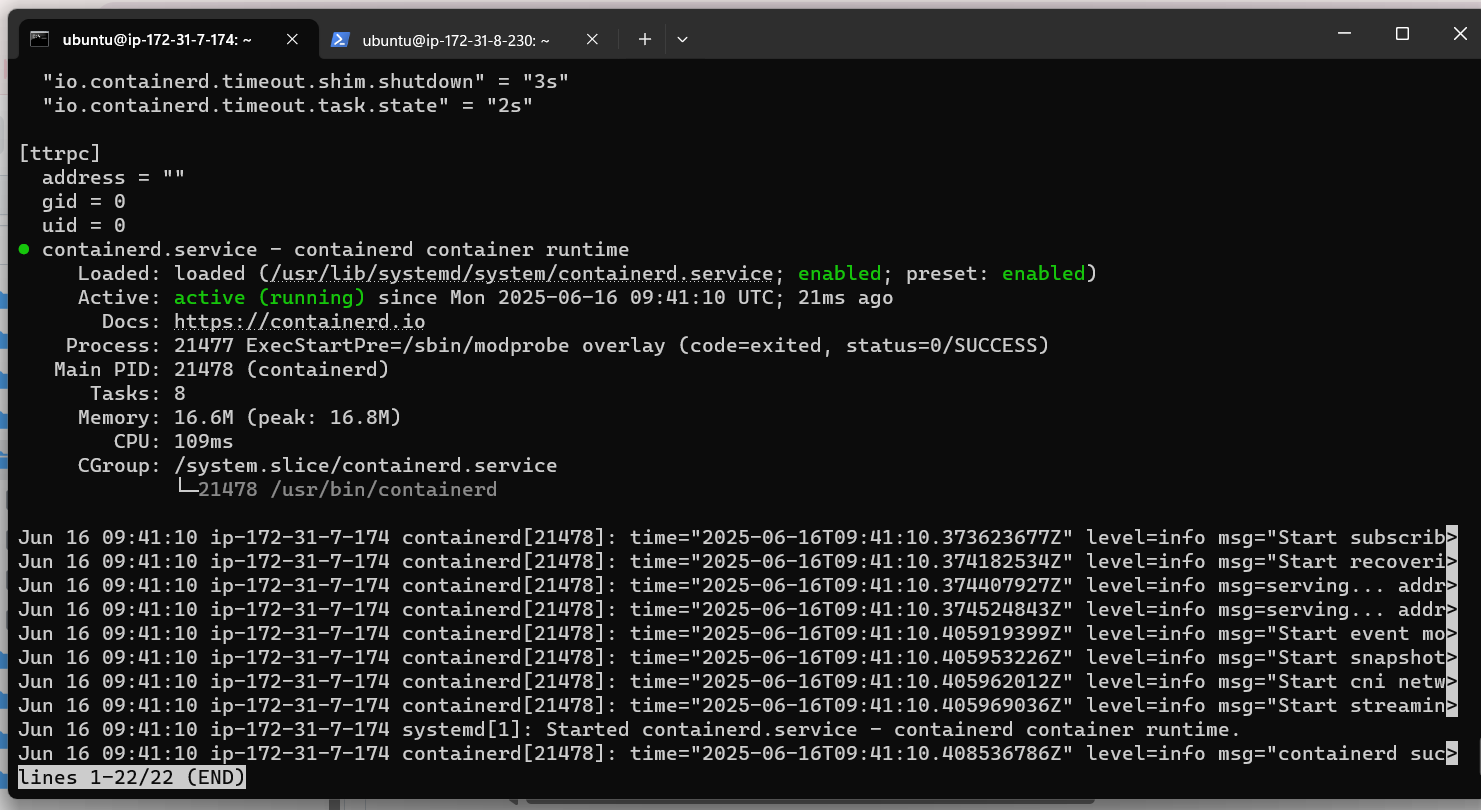 ubuntu@ip-172-31-7-174: ~
ubuntu@ip-172-31-8-230: ~
"io.containerd.timeout.shim.shutdown" = "3s"
"io.containerd.timeout.task.state" = "2s"
[ttrpc]
address = ""
gid = 0
uid = 0
● containerd.service - containerd container runtime
Loaded: loaded (/usr/lib/systemd/system/containerd.service; enabled; preset: enabled)
Active: active (running) since Mon 2025-06-16 09:41:10 UTC; 21ms ago
Docs: https://containerd.io
Process: 21477 ExecStartPre=/sbin/modprobe overlay (code=exited, status=0/SUCCESS)
Main PID: 21478 (containerd)
Tasks: 8
Memory: 16.6M (peak: 16.8M)
CPU: 109ms
CGroup: /system.slice/containerd.service
└─21478 /usr/bin/containerd
Jun 16 09:41:10 ip-172-31-7-174 containerd[21478]: time="2025-06-16T09:41:10.373623677Z" level=info msg="Start subscrib>
Jun 16 09:41:10 ip-172-31-7-174 containerd[21478]: time="2025-06-16T09:41:10.374182534Z" level=info msg="Start recoveri>
Jun 16 09:41:10 ip-172-31-7-174 containerd[21478]: time="2025-06-16T09:41:10.374407927Z" level=info msg=serving... addr>
Jun 16 09:41:10 ip-172-31-7-174 containerd[21478]: time="2025-06-16T09:41:10.374524843Z" level=info msg=serving... addr>
Jun 16 09:41:10 ip-172-31-7-174 containerd[21478]: time="2025-06-16T09:41:10.405919399Z" level=info msg="Start event mo>
Jun 16 09:41:10 ip-172-31-7-174 containerd[21478]: time="2025-06-16T09:41:10.405953226Z" level=info msg="Start snapshot>
Jun 16 09:41:10 ip-172-31-7-174 containerd[21478]: time="2025-06-16T09:41:10.405962012Z" level=info msg="Start cni netw>
Jun 16 09:41:10 ip-172-31-7-174 containerd[21478]: time="2025-06-16T09:41:10.405969036Z" level=info msg="Start streamin>
Jun 16 09:41:10 ip-172-31-7-174 systemd[1]: Started containerd.service - containerd container runtime.
Jun 16 09:41:10 ip-172-31-7-174 containerd[21478]: time="2025-06-16T09:41:10.408536786Z" level=info msg="containerd suc>
lines 1-22/22 (END)